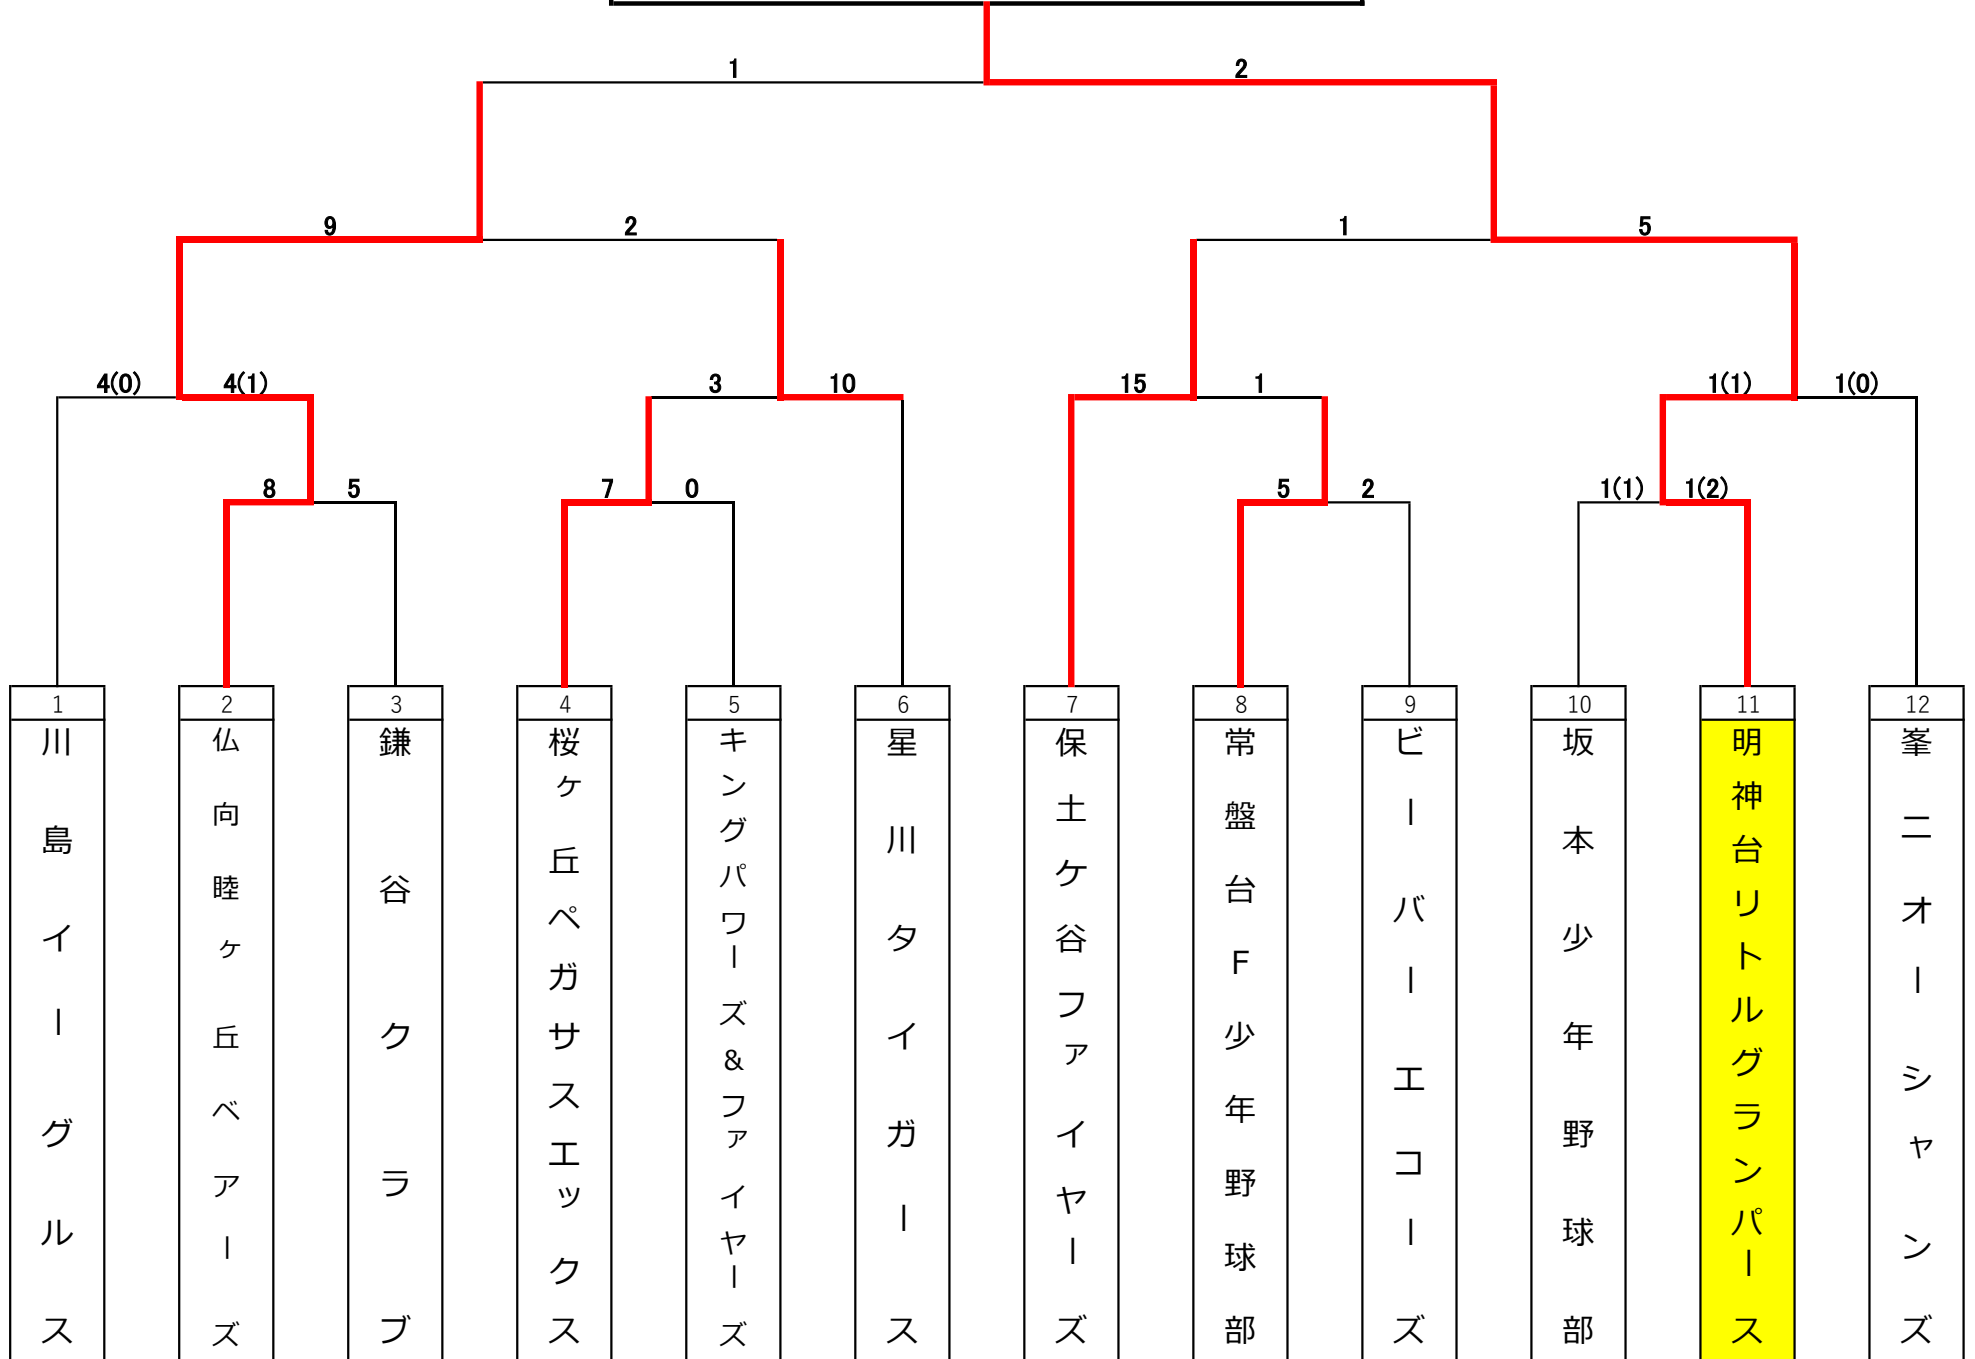 1
2
9
2
1
5
4(0)
4(1)
3
10
15
1
1(1)
1(0)
8
5
7
0
5
2
1(1)
1(2)
1
2
3
4
5
6
7
8
9
10
11
12
川島イーグルス
仏向睦ヶ丘ベアーズ
鎌谷クラブ
桜ヶ丘ペガサスエックス
キングパワーズ&ファイヤーズ
星川タイガース
保土ケ谷ファイヤーズ
常盤台F少年野球部
ビーバーエコーズ
坂本少年野球部
明神台リトルグランパース
峯ニオーシャンズ